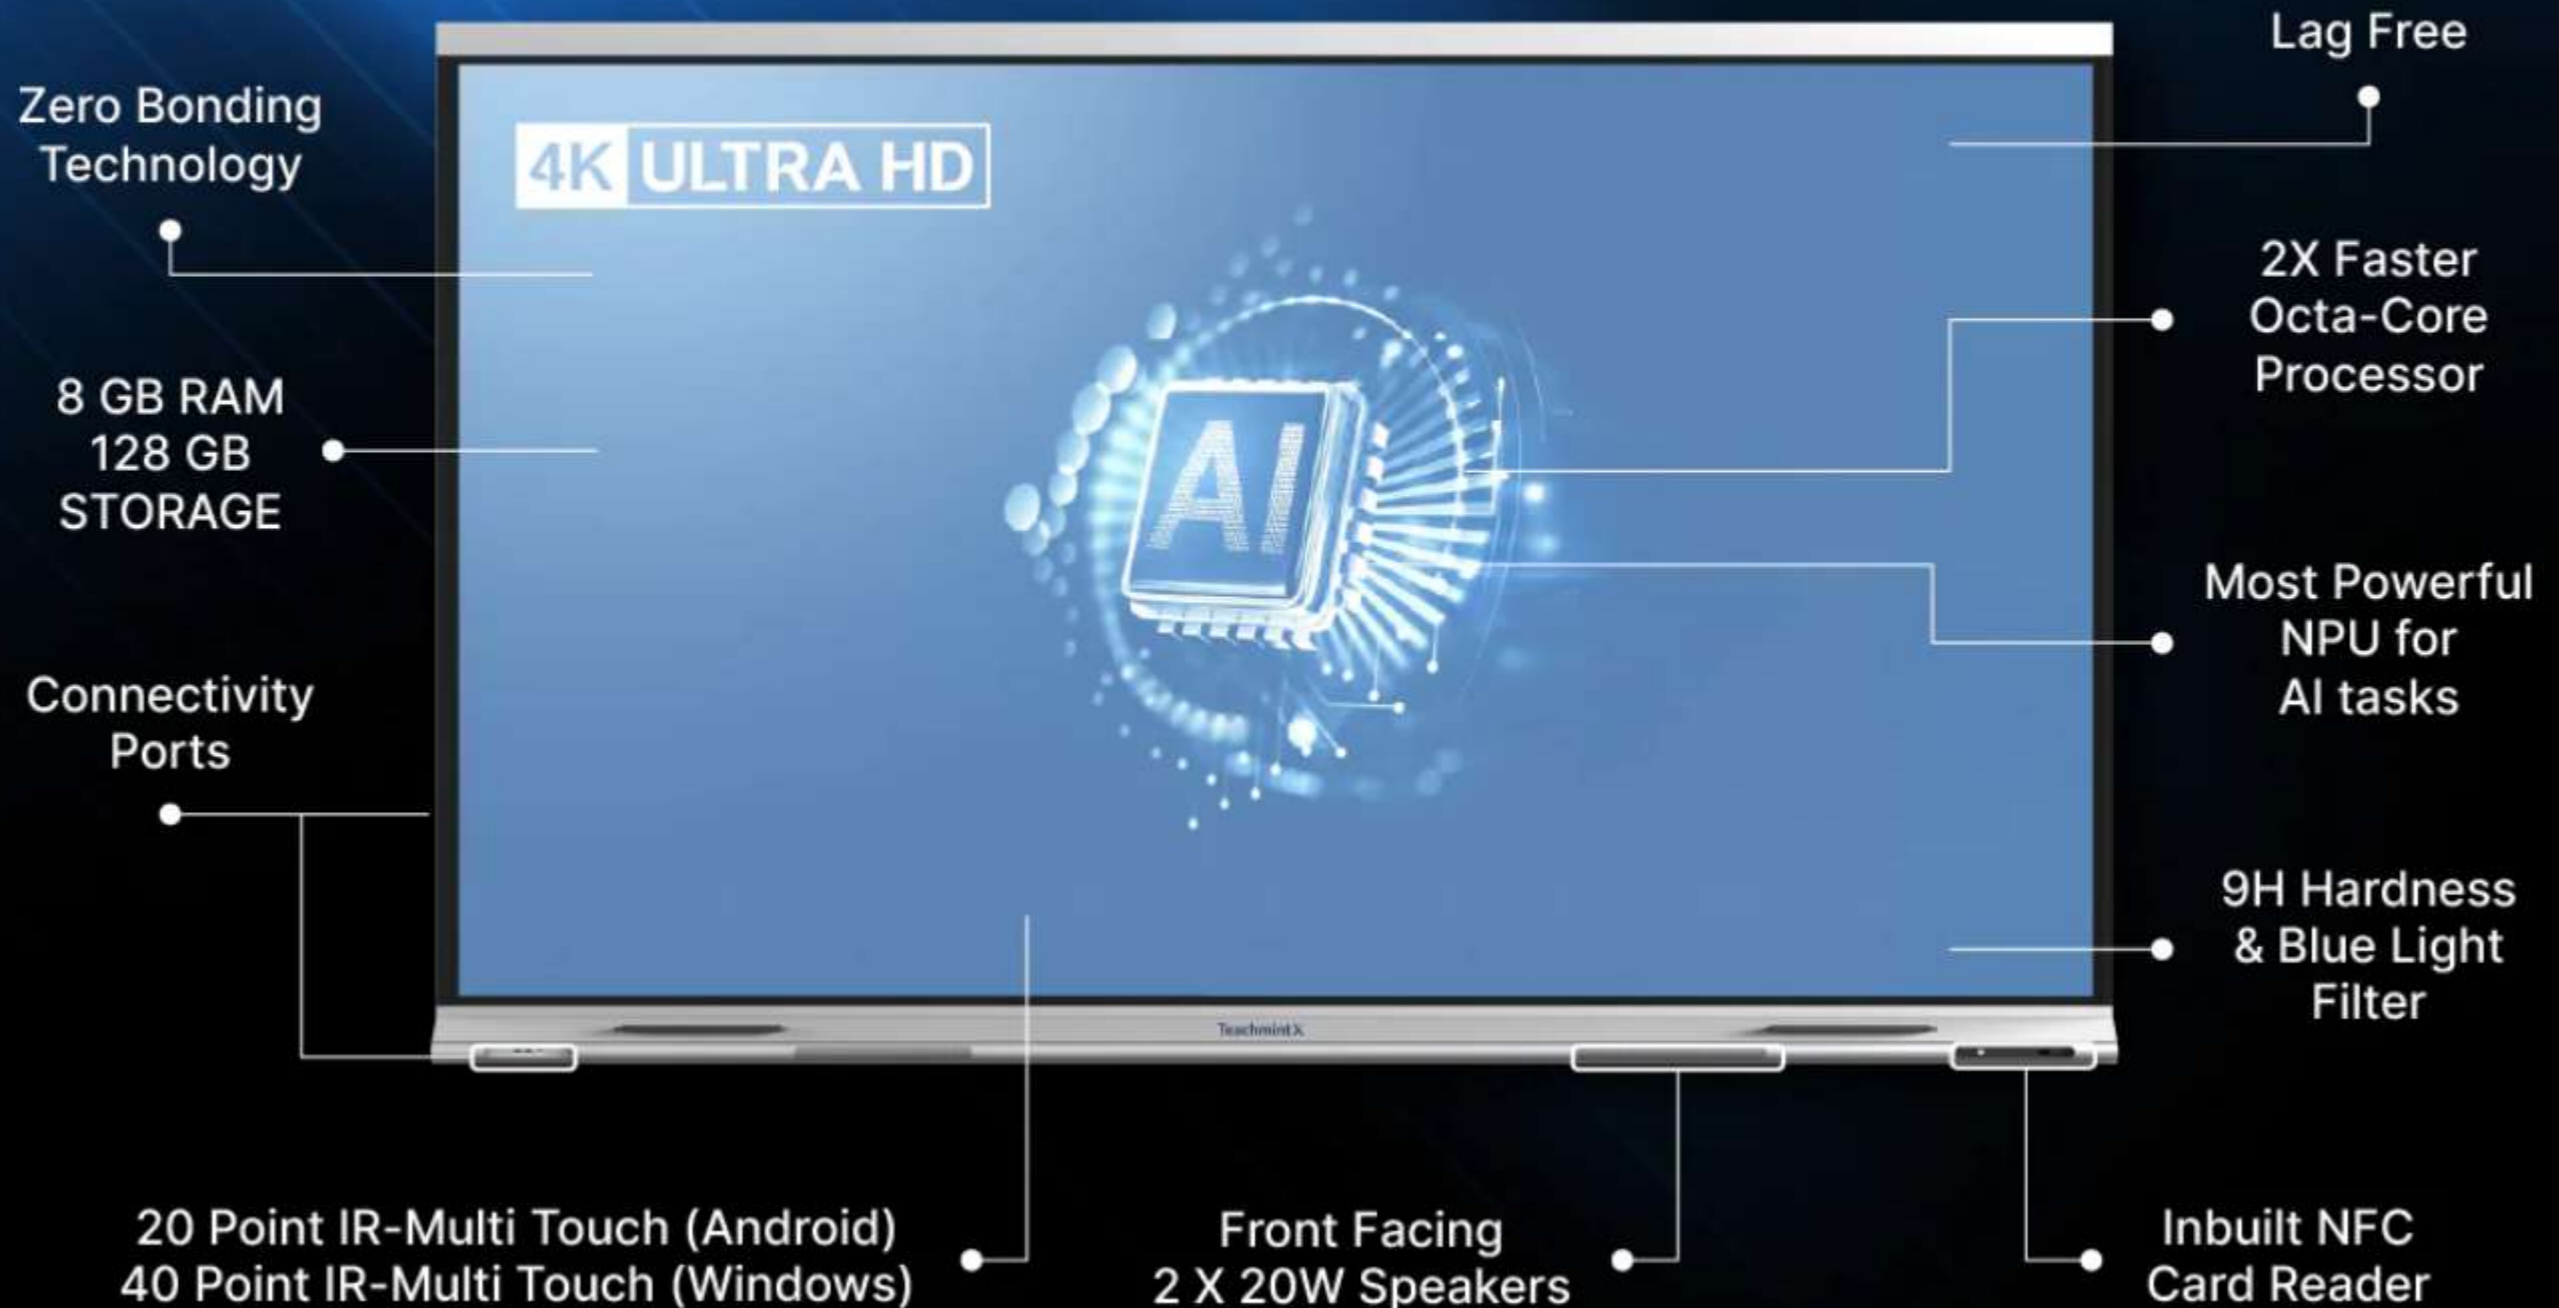 Lag Free
Zero Bonding
Technology
4K ULTRA HD
2X Faster
Octa-Core
Processor
8 GB RAM
128 GB
STORAGE
AI
Most Powerful
NPU for
AI tasks
Connectivity
Ports
9H Hardness
& Blue Light
Filter
TeachmintX
20 Point IR-Multi Touch (Android)
40 Point IR-Multi Touch (Windows)
Front Facing
2 X 20W Speakers
Inbuilt NFC
Card Reader